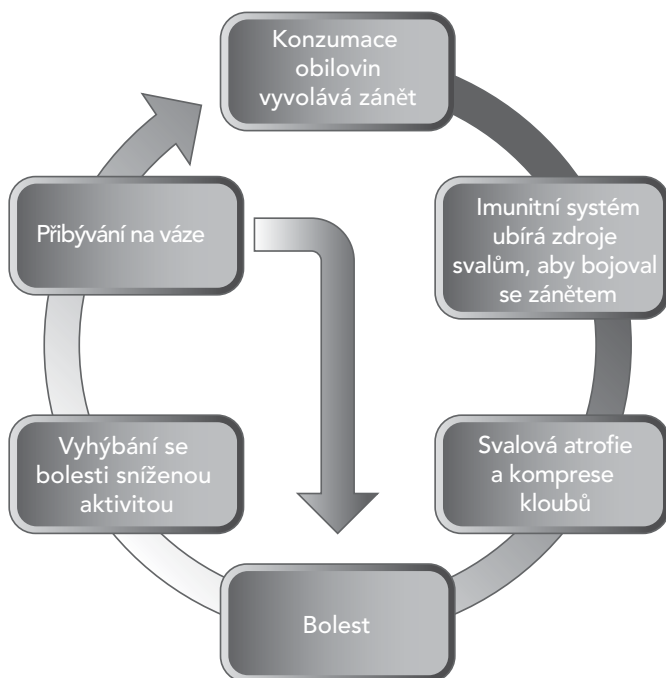 Konzumace
obilovin
vyvolává zánět
Imunitní systém
ubírá zdroje
svalům, aby bojoval
se zánětem
Svalová atrofie
a komprese
kloubů
Bolest
Vyhýbání se
bolesti sníženou
aktivitou
Přibývání na váze